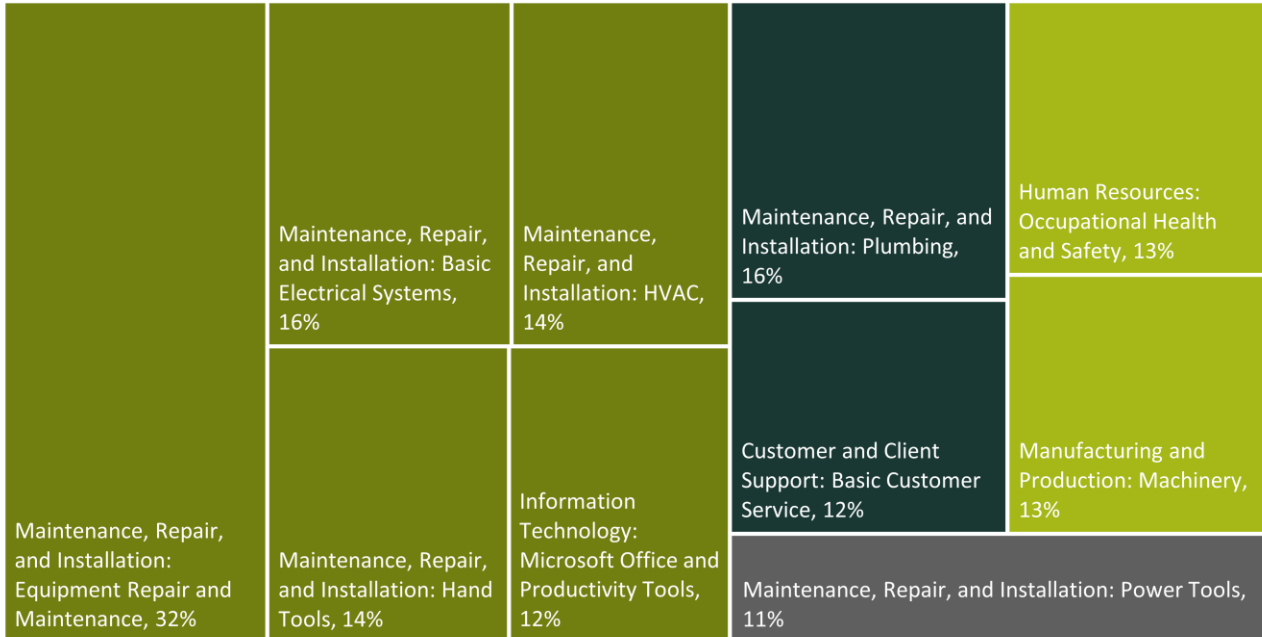 Maintenance, Repair,
and Installation:
Equipment Repair and
Maintenance, 32%
Maintenance, Repair,
and Installation: Basic
Electrical Systems,
16%
Maintenance,
Repair, and
Installation: HVAC,
14%
Maintenance, Repair,
and Installation: Hand
Tools, 14%
Information
Technology:
Microsoft Office and
Productivity Tools,
12%
Maintenance, Repair, and
Installation: Plumbing,
16%
Customer and Client
Support: Basic Customer
Service, 12%
Human Resources:
Occupational Health
and Safety, 13%
Manufacturing and
Production: Machinery,
13%
Maintenance, Repair, and Installation: Power Tools,
11%